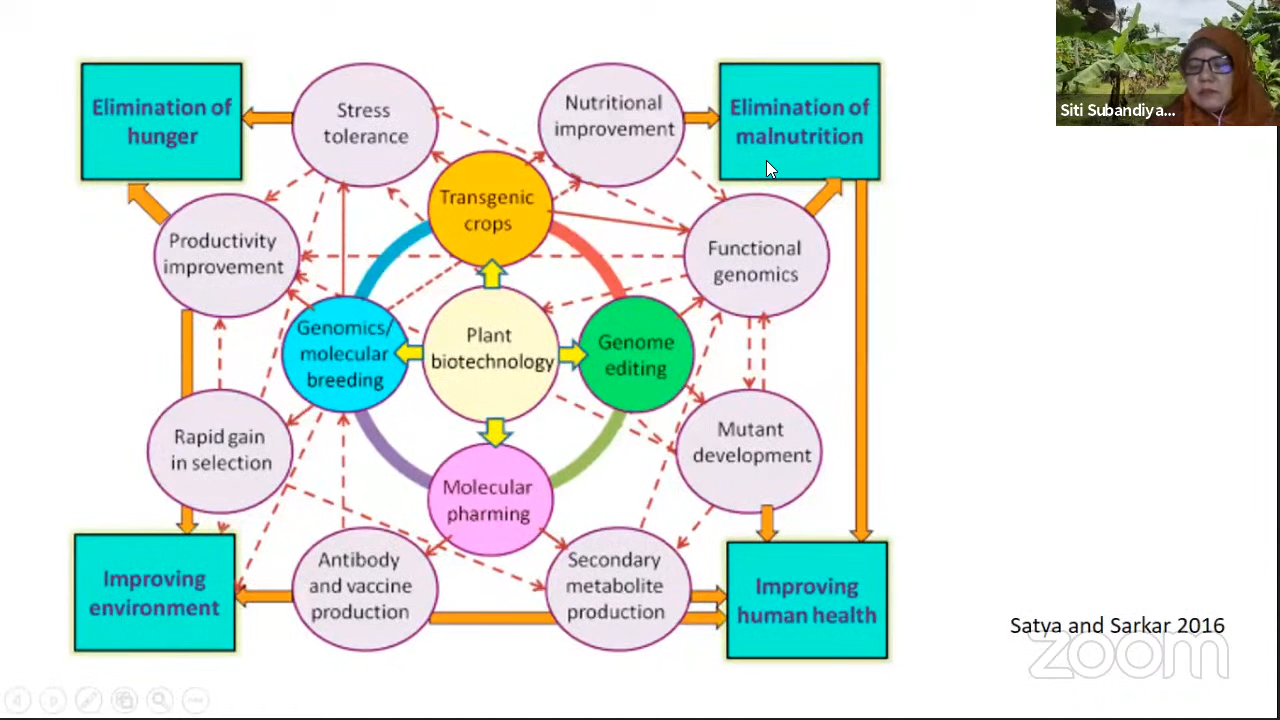 Elimination of
hunger
Stress
tolerance
Nutritional
improvement
Elimination of
malnutrition
Siti Subandiya...
Transgenic
crops
Productivity
improvement
Functional
genomics
Genomics/
molecular
breeding
Plant
biotechnology
Genome
editing
Rapid gain
in selection
Mutant
development
Molecular
pharming
Improving
environment
Antibody
and vaccine
production
Secondary
metabolite
production
Improving
human health
Satya and Sarkar 2016
zoom